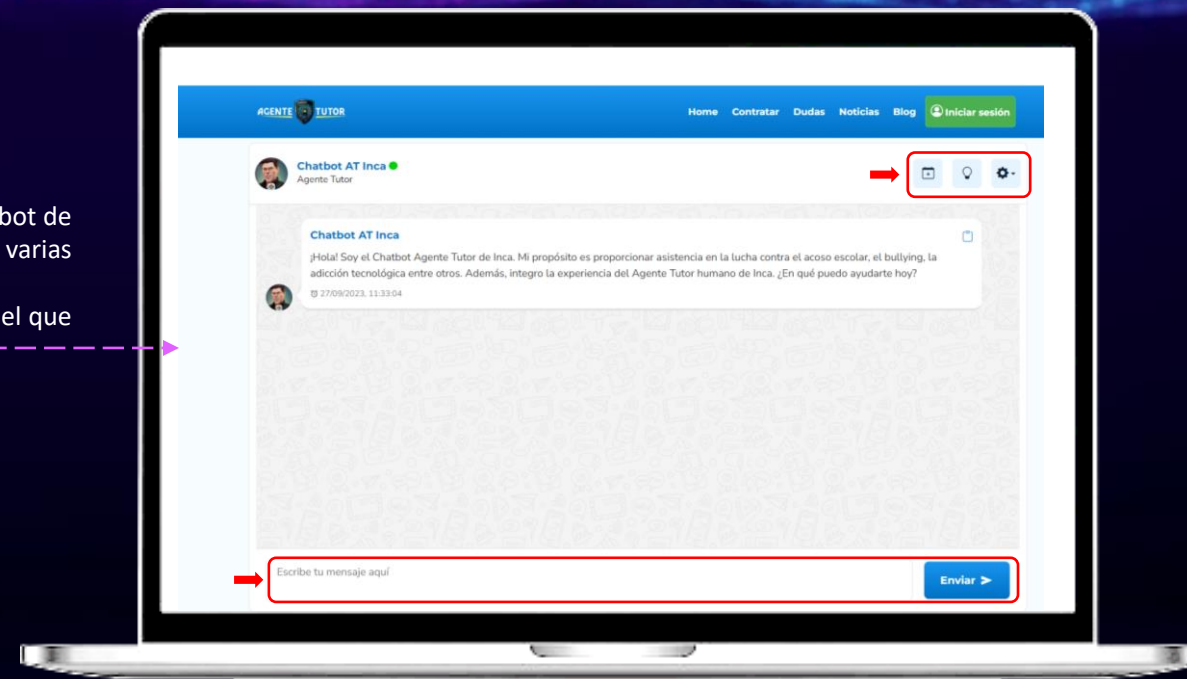 bot de
varias
el que
AGENTE TUTOR
Home Contratar Dudas Noticias Blog Iniciar sesión
Chatbot AT Inca
Agente Tutor
Chatbot AT Inca
¡Hola! Soy el Chatbot Agente Tutor de Inca. Mi propósito es proporcionar asistencia en la lucha contra el acoso escolar, el bullying, la
adicción tecnológica entre otros. Además, integro la experiencia del Agente Tutor humano de Inca. ¿En qué puedo ayudarte hoy?
27/09/2023, 11:33:04
Escribe tu mensaje aquí
Enviar